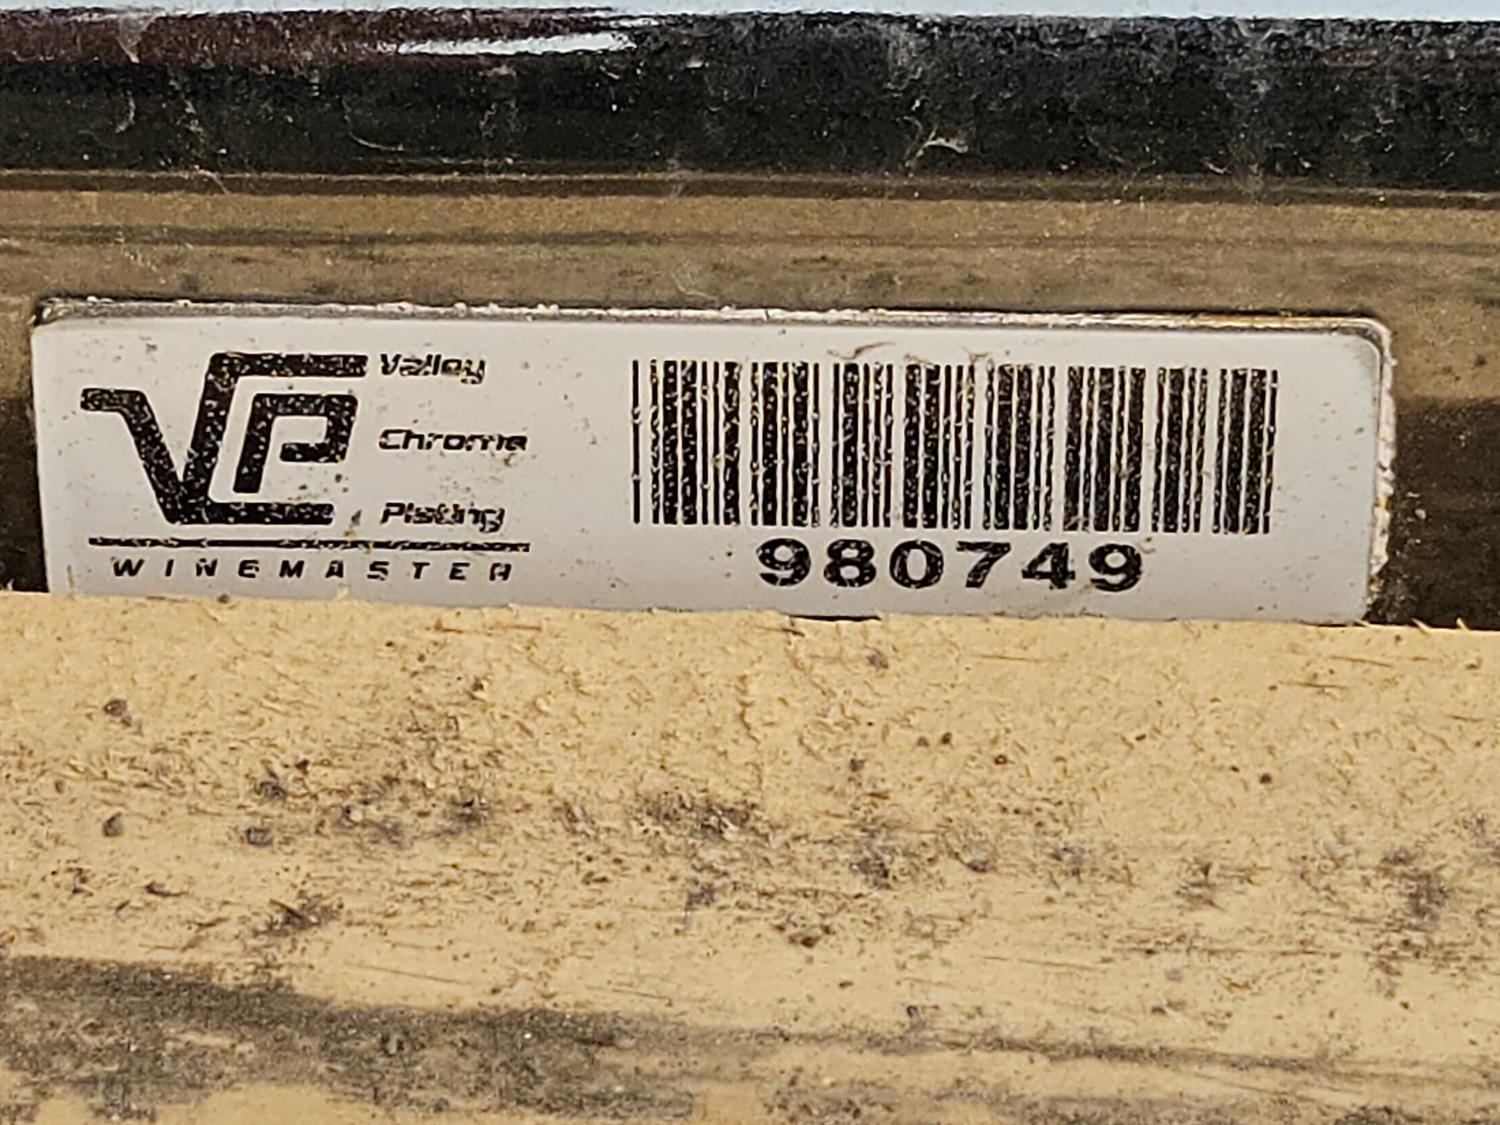 VCP
Valley
Chrome
Plating
WINEMASTER
980749